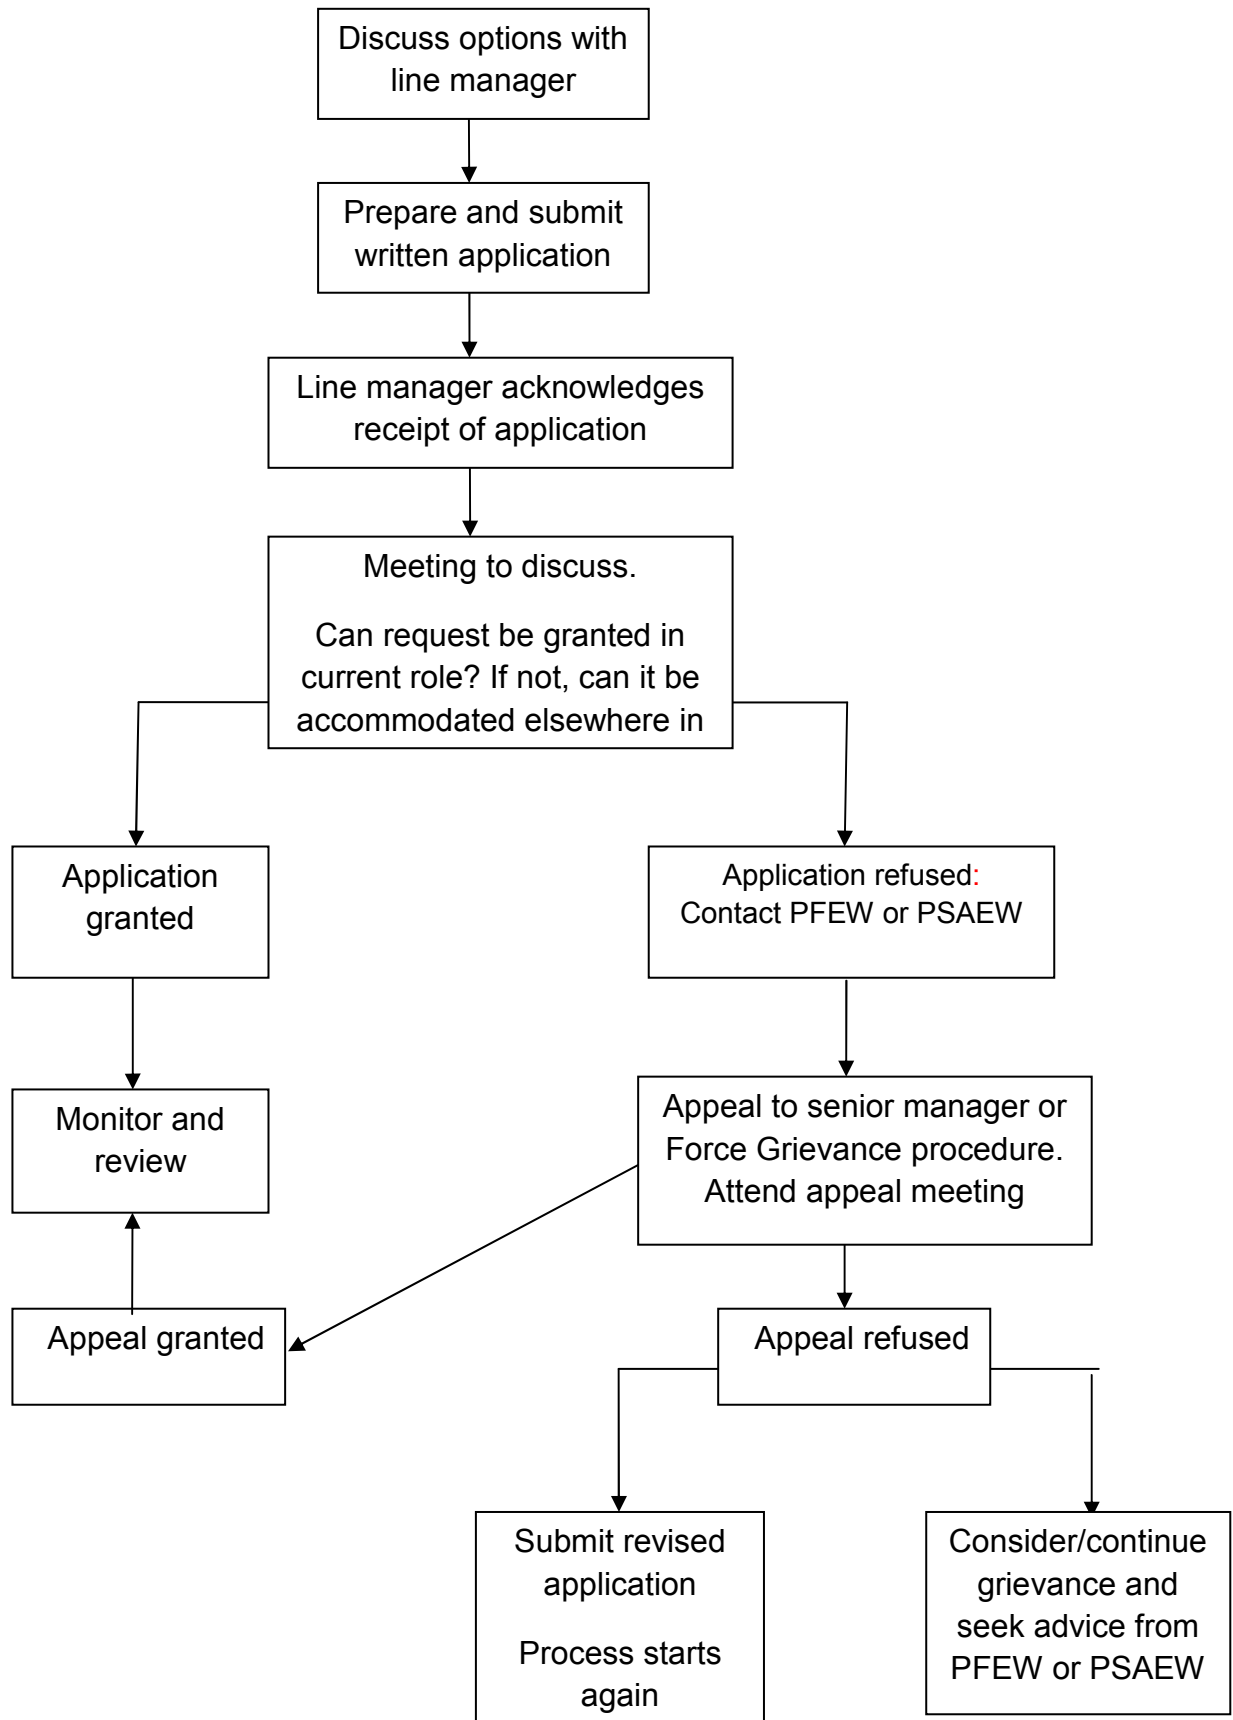 Discuss options with
line manager
Prepare and submit
written application
Line manager acknowledges
receipt of application
Meeting to discuss.
Can request be granted in
current role? If not, can it be
accommodated elsewhere in
Application
granted
Application refused:
Contact PFEW or PSAEW
Monitor and
review
Appeal to senior manager or
Force Grievance procedure.
Attend appeal meeting
Appeal granted
Appeal refused
Submit revised
application
Process starts
again
Consider/continue
grievance and
seek advice from
PFEW or PSAEW